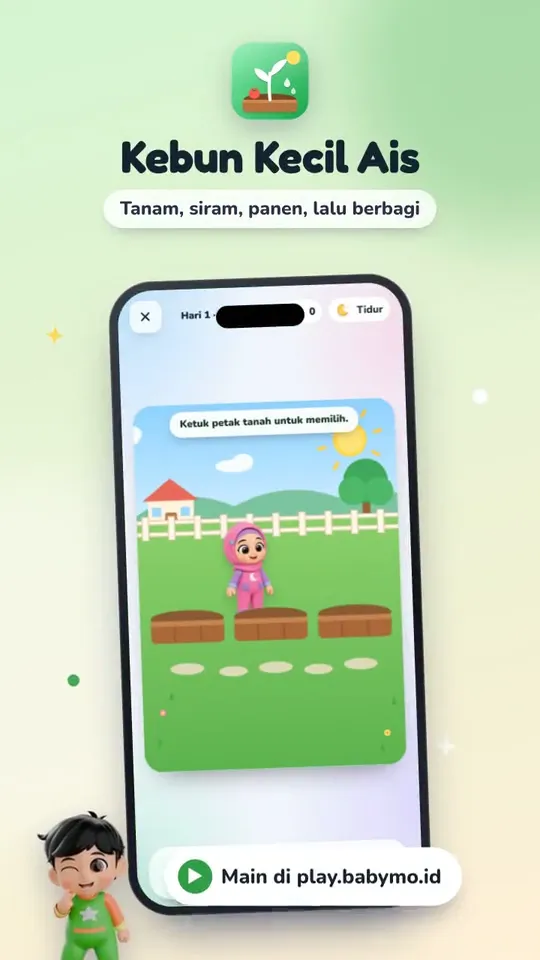 Kebun Kecil Ais
Tanam, siram, panen, lalu berbagi
Hari 1 · 0 Tidur
Ketuk petak tanah untuk memilih.
Main di play.babymo.id